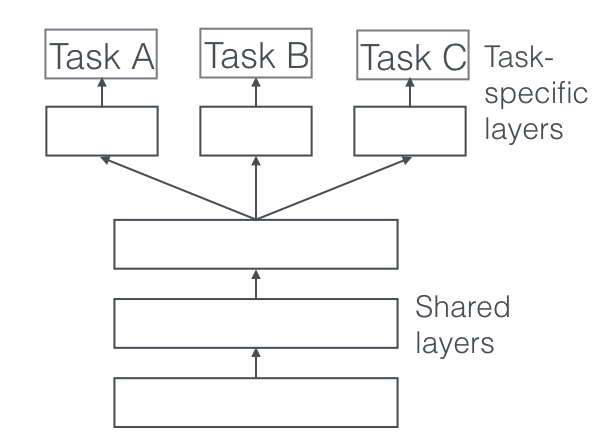 Task A
Task B
Task C
Task-
specific
layers
Shared
layers